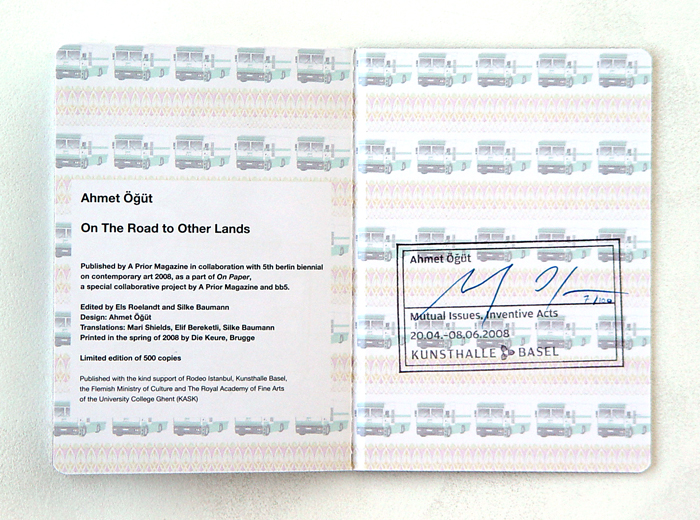 Ahmet Öğüt
On The Road to Other Lands
Published by A Prior Magazine in collaboration with 5th berlin biennial
on contemporary art 2008, as a part of On Paper,
a special collaborative project by A Prior Magazine and bb5.
Edited by Els Roelandt and Silke Baumann
Design: Ahmet Öğüt
Translations: Mari Shields, Elif Bereketli, Silke Baumann
Printed in the spring of 2008 by Die Keure, Brugge
Limited edition of 500 copies
Published with the kind support of Rodeo Istanbul, Kunsthalle Basel,
the Flemish Ministry of Culture and The Royal Academy of Fine Arts
of the University College Ghent (KASK)
Ahmet Öğüt
Mutual Issues, Inventive Acts
20.04.–08.06.2008
KUNSTHALLE BASEL